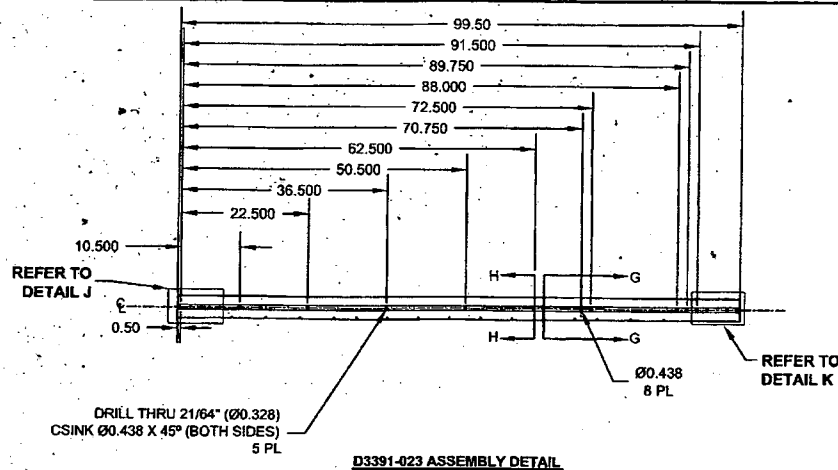 99.50
91.500
89.750
88.000
72.500
70.750
62.500
50.500
36.500
22.500
10.500
REFER TO
DETAIL J
H
G
℄
0.50
H
G
Ø0.438
8 PL
REFER TO
DETAIL K
DRILL THRU 21/64" (Ø0.328)
CSINK Ø0.438 X 45° (BOTH SIDES)
5 PL
D3391-023 ASSEMBLY DETAIL